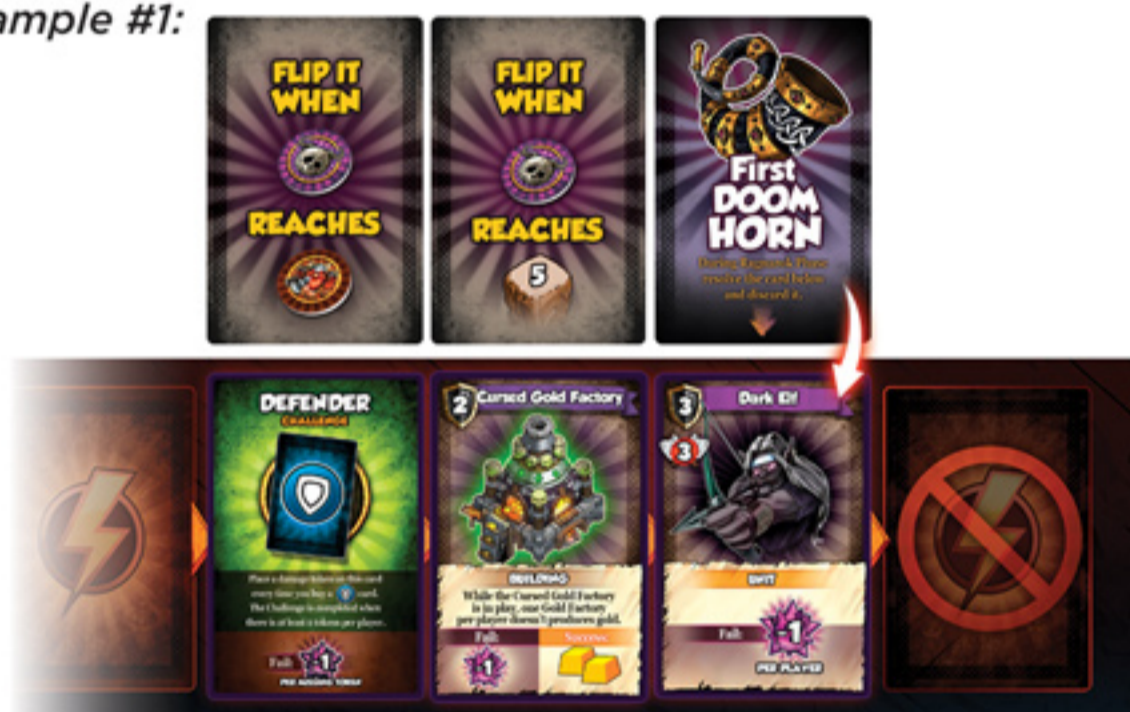 ample #1:
FLIP IT
WHEN
REACHES
FLIP IT
WHEN
REACHES
5
First
DOOM
HORN
During Ragnarok Phase
resolve the card below
and discard it.
DEFENDER
CHALLENGE
Place a damage token on this card
every time you buy a card.
The Challenge is completed when
there is at least 2 tokens per player.
Fail: -1
PER MISSING TOKEN
2 Cursed Gold Factory
BUILDING
While the Cursed Gold Factory
is in play, one Gold Factory
per player doesn't produces gold.
Fail: Success:
-1
3 Dark Elf
3
UNIT
Fail: -1
PER PLAYER